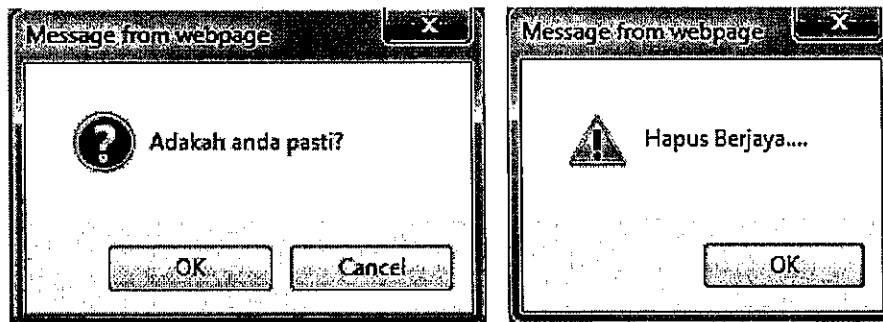 Message from webpage
Adakah anda pasti?
OK
Cancel
Message from webpage
Hapus Berjaya....
OK